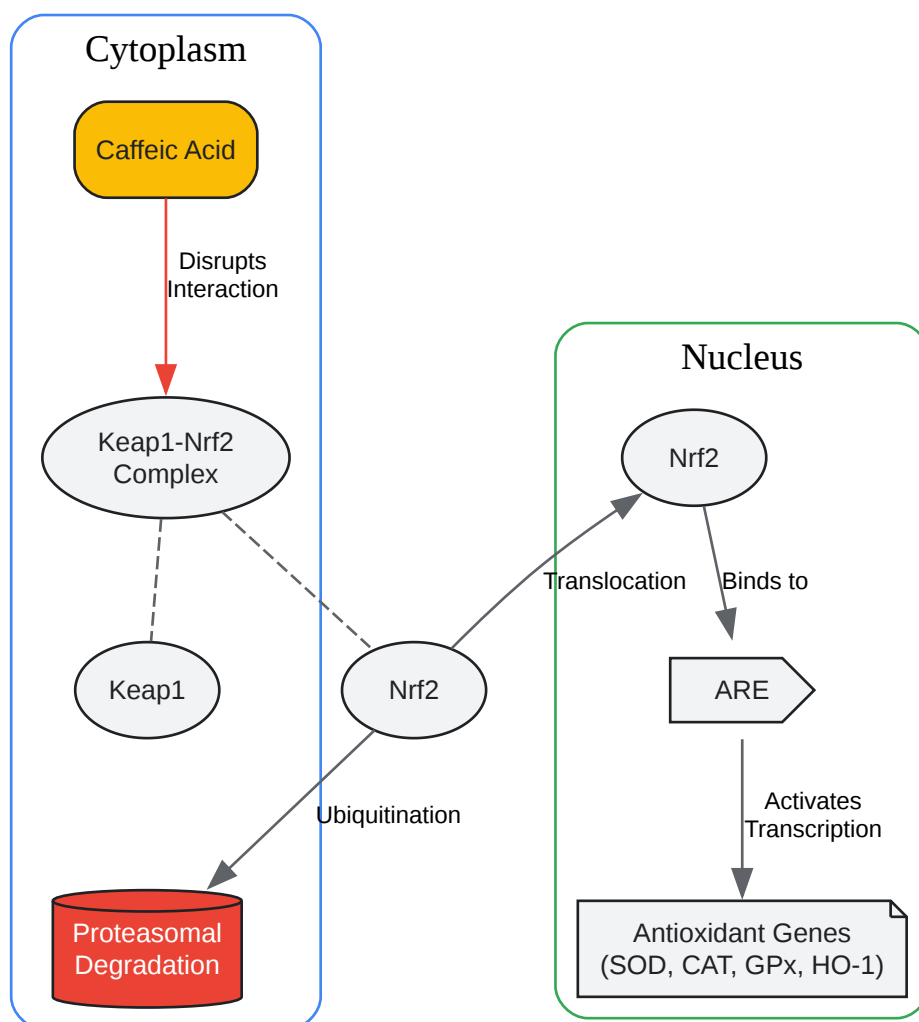 Cytoplasm
Caffeic Acid
Disrupts
Interaction
Nucleus
Keap1-Nrf2
Complex
Nrf2
Translocation
Binds to
Keap1
Nrf2
ARE
Ubiquitination
Activates
Transcription
Proteasomal
Degradation
Antioxidant Genes
(SOD, CAT, GPx, HO-1)